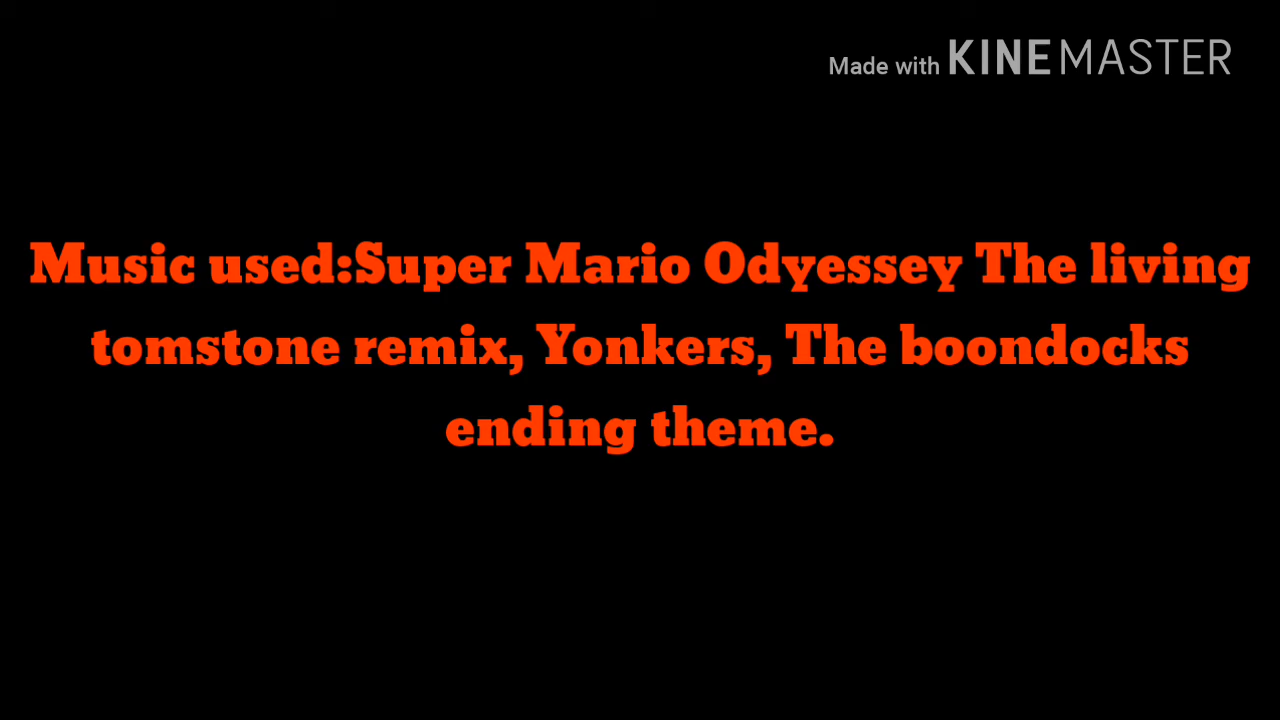 Made with KINEMASTER
Music used:Super Mario Odyessey The living
tomstone remix, Yonkers, The boondocks
ending theme.